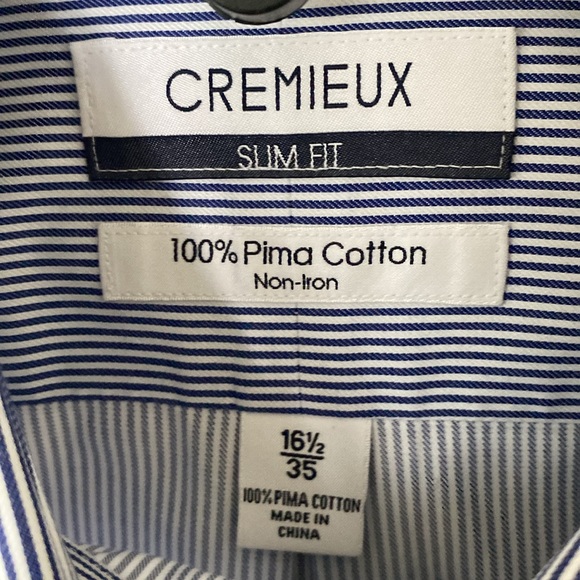 CREMIEUX
SLIM FIT
100% Pima Cotton
Non-Iron
16½
35
100% PIMA COTTON
MADE IN
CHINA